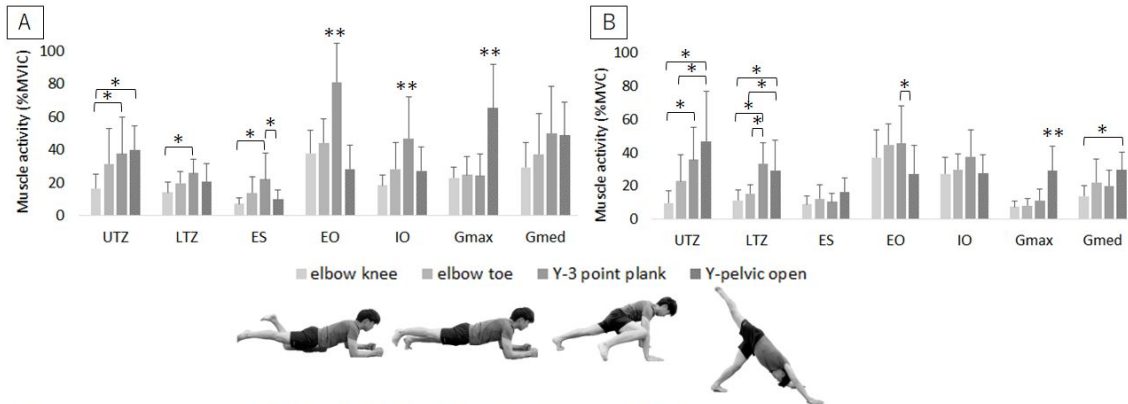 A
Muscle activity (%MVIC)
100
80
60
40
20
0
* * * * * ** ** **
UTZ LTZ ES EO IO Gmax Gmed
B
Muscle activity (%MVC)
100
80
60
40
20
0
* * * * * * * * ** *
UTZ LTZ ES EO IO Gmax Gmed
elbow knee elbow toe Y-3 point plank Y-pelvic open